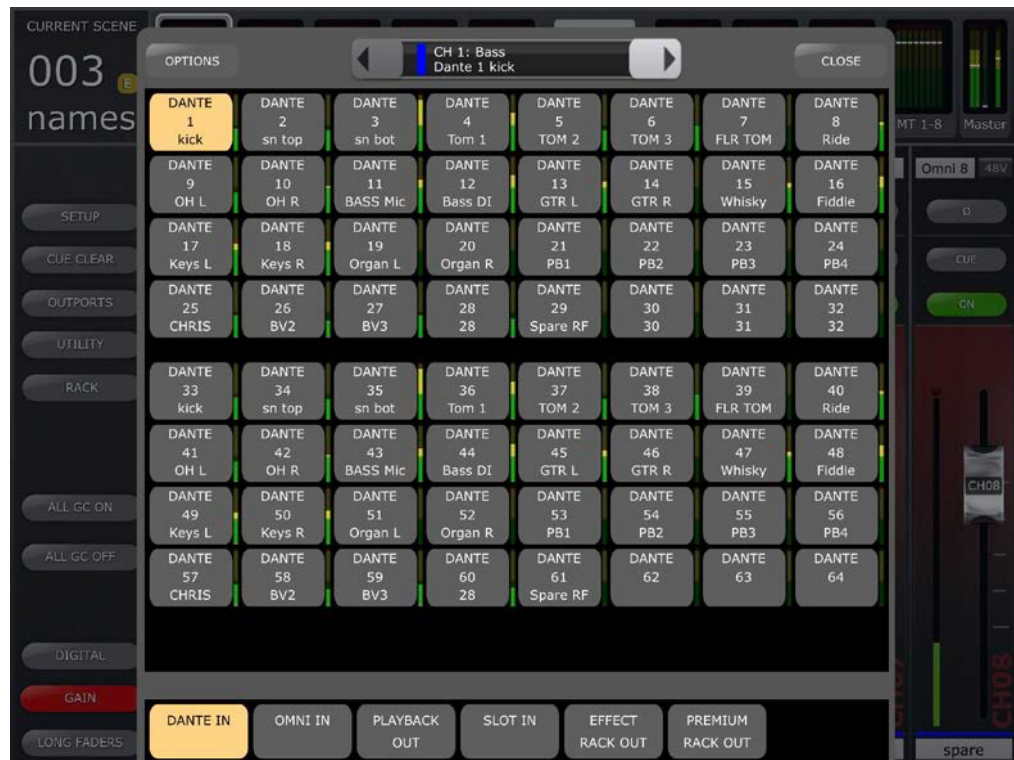 CURRENT SCENE
003 E
names
OPTIONS
CH 1: Bass
Dante 1 kick
CLOSE
MT 1-8 Master
DANTE 1 kick
DANTE 2 sn top
DANTE 3 sn bot
DANTE 4 Tom 1
DANTE 5 TOM 2
DANTE 6 TOM 3
DANTE 7 FLR TOM
DANTE 8 Ride
DANTE 9 OH L
DANTE 10 OH R
DANTE 11 BASS Mic
DANTE 12 Bass DI
DANTE 13 GTR L
DANTE 14 GTR R
DANTE 15 Whisky
DANTE 16 Fiddle
DANTE 17 Keys L
DANTE 18 Keys R
DANTE 19 Organ L
DANTE 20 Organ R
DANTE 21 PB1
DANTE 22 PB2
DANTE 23 PB3
DANTE 24 PB4
DANTE 25 CHRIS
DANTE 26 BV2
DANTE 27 BV3
DANTE 28 28
DANTE 29 Spare RF
DANTE 30 30
DANTE 31 31
DANTE 32 32
DANTE 33 kick
DANTE 34 sn top
DANTE 35 sn bot
DANTE 36 Tom 1
DANTE 37 TOM 2
DANTE 38 TOM 3
DANTE 39 FLR TOM
DANTE 40 Ride
DANTE 41 OH L
DANTE 42 OH R
DANTE 43 BASS Mic
DANTE 44 Bass DI
DANTE 45 GTR L
DANTE 46 GTR R
DANTE 47 Whisky
DANTE 48 Fiddle
DANTE 49 Keys L
DANTE 50 Keys R
DANTE 51 Organ L
DANTE 52 Organ R
DANTE 53 PB1
DANTE 54 PB2
DANTE 55 PB3
DANTE 56 PB4
DANTE 57 CHRIS
DANTE 58 BV2
DANTE 59 BV3
DANTE 60 28
DANTE 61 Spare RF
DANTE 62
DANTE 63
DANTE 64
DANTE IN
OMNI IN
PLAYBACK OUT
SLOT IN
EFFECT RACK OUT
PREMIUM RACK OUT
SETUP
CUE CLEAR
OUTPORTS
UTILITY
RACK
ALL GC ON
ALL GC OFF
DIGITAL
GAIN
LONG FADERS
Omni 8 48V
Ø
CUE
ON
CH08
CH08
spare